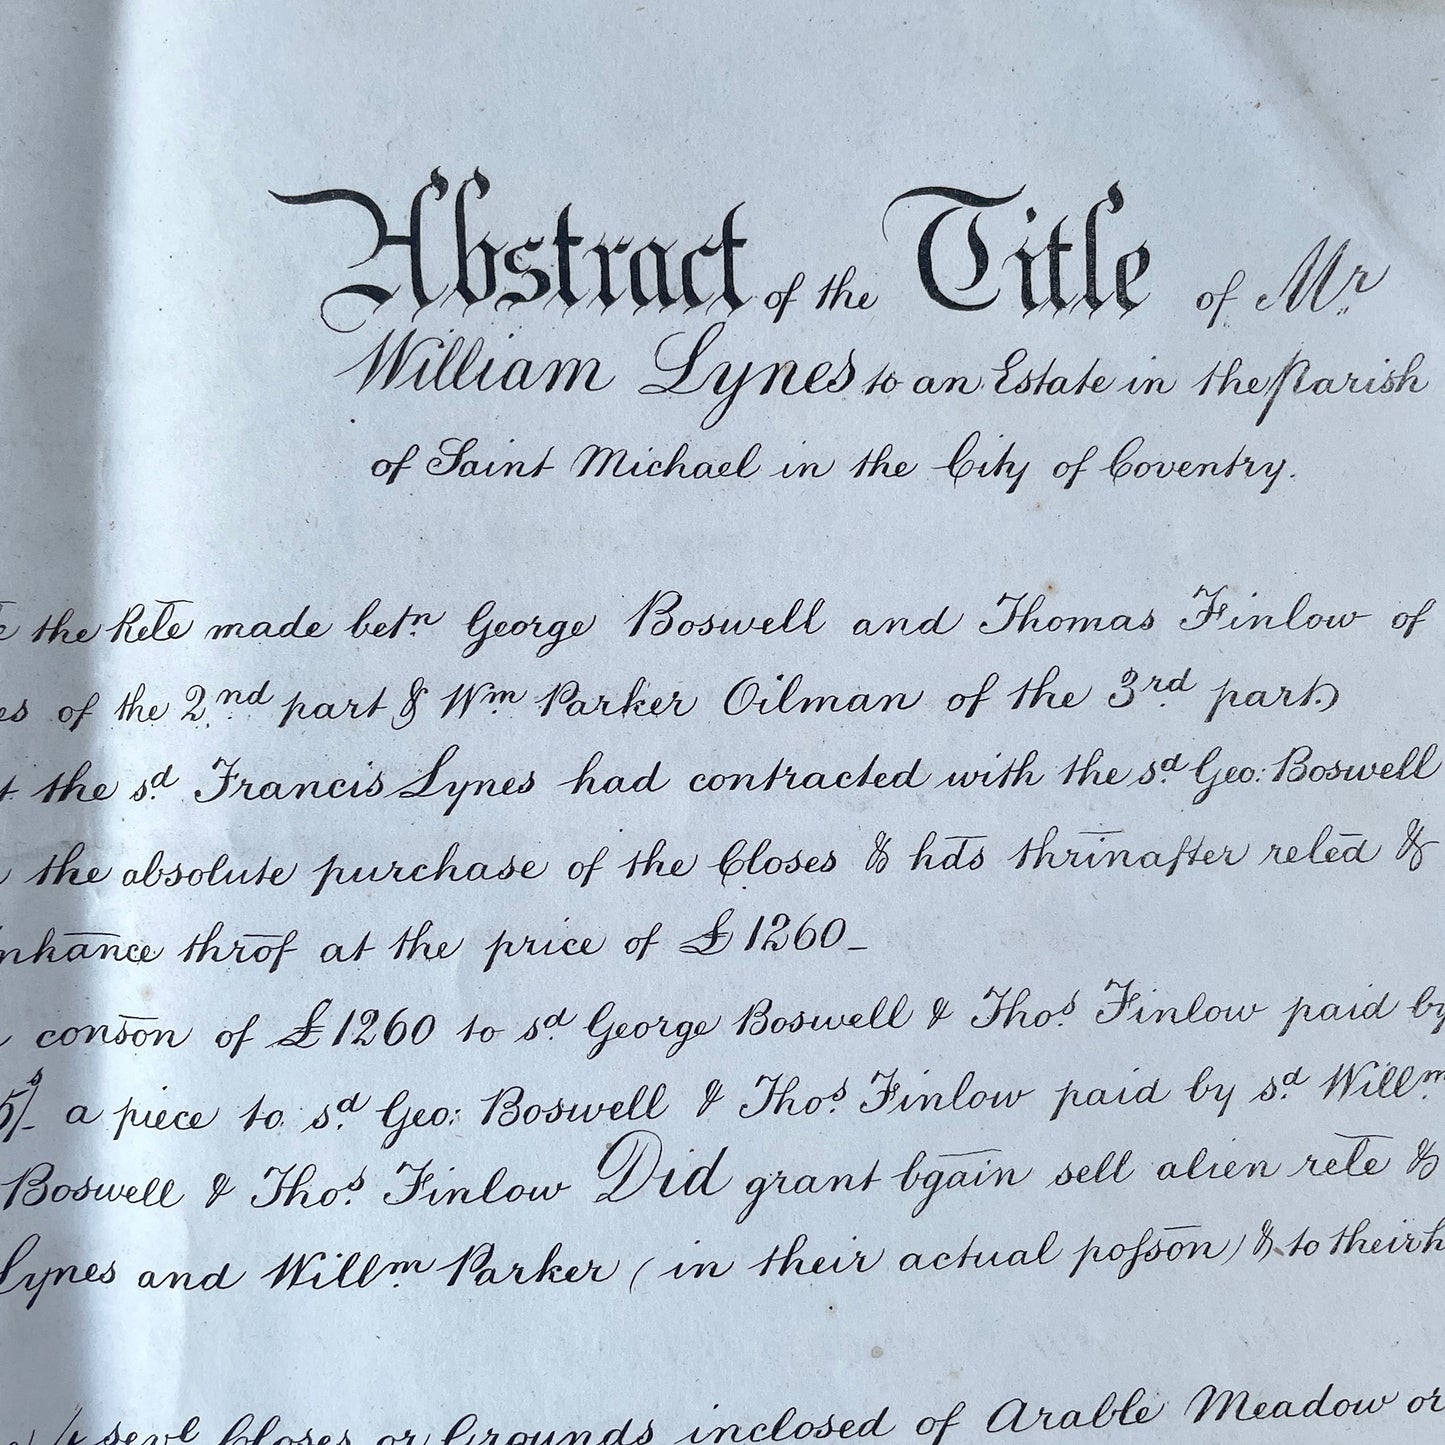 Abstract of the Title of Mr
William Lynes to an Estate in the Parish
of Saint Michael in the City of Coventry.
the Rele made betn George Boswell and Thomas Finlow of
of the 2nd part & Wm Parker Oilman of the 3rd part)
the sd Francis Lynes had contracted with the sd Geo: Boswell
the absolute purchase of the Closes & hds thrinafter reled &
inhance throf at the price of £1260_
conson of £1260 to sd George Boswell & Thos Finlow paid by
5s/- a piece to sd Geo: Boswell & Thos Finlow paid by sd Willm
Boswell & Thos Finlow Did grant bgain sell alien rele &
Lynes and Willm Parker (in their actual posson) & to their h
sevl Closes or Grounds inclosed of Arable Meadow or